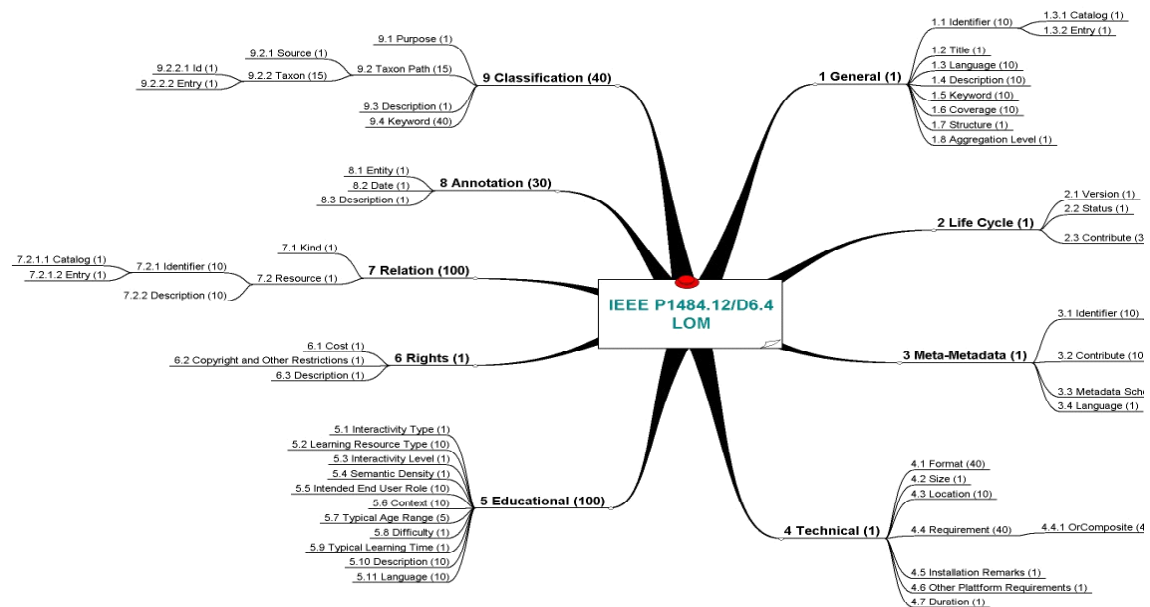 IEEE P1484.12/D6.4
LOM
1 General (1)
1.1 Identifier (10)
1.3.1 Catalog (1)
1.3.2 Entry (1)
1.2 Title (1)
1.3 Language (10)
1.4 Description (10)
1.5 Keyword (10)
1.6 Coverage (10)
1.7 Structure (1)
1.8 Aggregation Level (1)
2 Life Cycle (1)
2.1 Version (1)
2.2 Status (1)
2.3 Contribute (3
3 Meta-Metadata (1)
3.1 Identifier (10)
3.2 Contribute (10
3.3 Metadata Sch
3.4 Language (1)
4 Technical (1)
4.1 Format (40)
4.2 Size (1)
4.3 Location (10)
4.4 Requirement (40)
4.4.1 OrComposite (4
4.5 Installation Remarks (1)
4.6 Other Plattform Requirements (1)
4.7 Duration (1)
5 Educational (100)
5.1 Interactivity Type (1)
5.2 Learning Resource Type (10)
5.3 Interactivity Level (1)
5.4 Semantic Density (1)
5.5 Intended End User Role (10)
5.6 Context (10)
5.7 Typical Age Range (5)
5.8 Difficulty (1)
5.9 Typical Learning Time (1)
5.10 Description (10)
5.11 Language (10)
6 Rights (1)
6.1 Cost (1)
6.2 Copyright and Other Restrictions (1)
6.3 Description (1)
7 Relation (100)
7.1 Kind (1)
7.2 Resource (1)
7.2.1 Identifier (10)
7.2.1.1 Catalog (1)
7.2.1.2 Entry (1)
7.2.2 Description (10)
8 Annotation (30)
8.1 Entity (1)
8.2 Date (1)
8.3 Description (1)
9 Classification (40)
9.1 Purpose (1)
9.2 Taxon Path (15)
9.2.1 Source (1)
9.2.2 Taxon (15)
9.2.2.1 Id (1)
9.2.2.2 Entry (1)
9.3 Description (1)
9.4 Keyword (40)